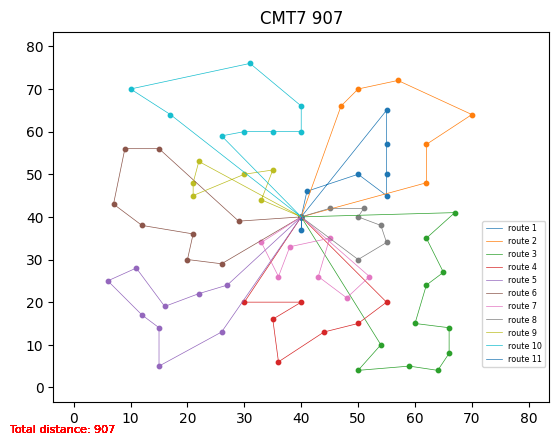 CMT7 907
80
70
60
50
40
30
20
10
0
0 10 20 30 40 50 60 70 80
route 1
route 2
route 3
route 4
route 5
route 6
route 7
route 8
route 9
route 10
route 11
Total distance: 907